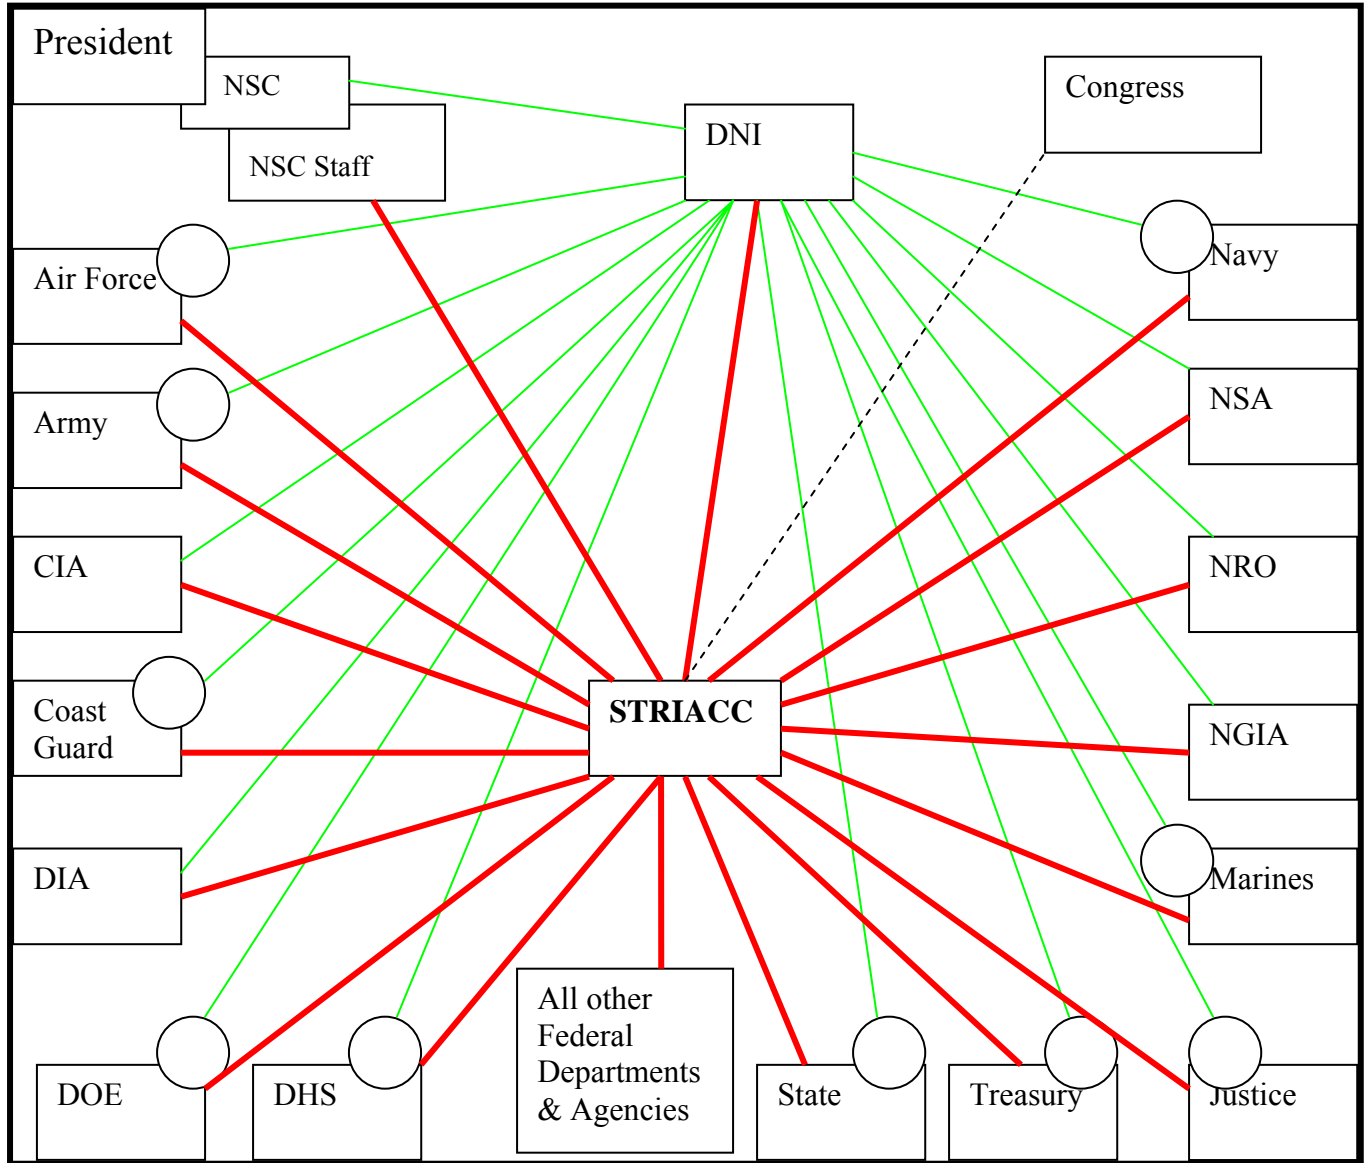 President
NSC
NSC Staff
DNI
Congress
Air Force
Navy
Army
NSA
CIA
NRO
Coast
Guard
STRIACC
NGIA
DIA
Marines
DOE
DHS
All other
Federal
Departments
& Agencies
State
Treasury
Justice